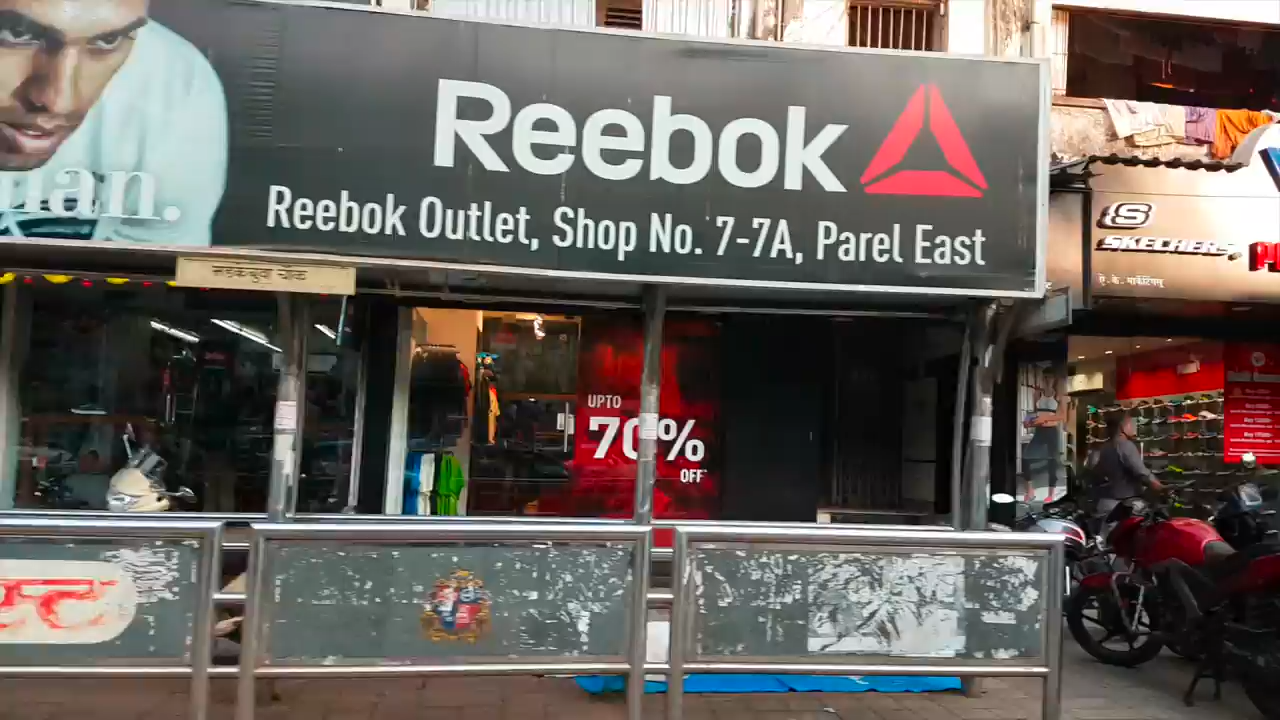 Reebok
Reebok Outlet, Shop No. 7-7A, Parel East
SKECHERS
ऐ. के. मार्केटिंग्स्
UPTO
70%
OFF